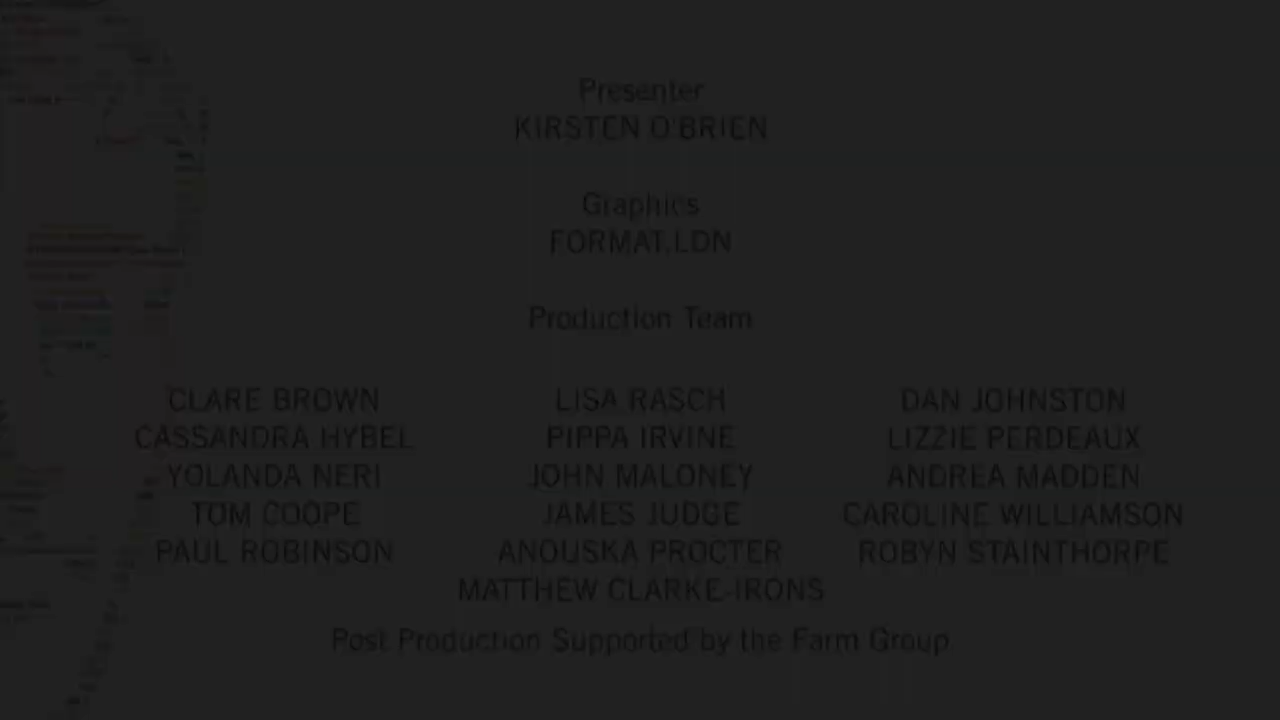 Presenter
KIRSTEN O'BRIEN
Graphics
FORMAT.LDN
Production Team
CLARE BROWN LISA RASCH DAN JOHNSTON
CASSANDRA HYBEL PIPPA IRVINE LIZZIE PERDEAUX
YOLANDA NERI JOHN MALONEY ANDREA MADDEN
TOM COOPE JAMES JUDGE CAROLINE WILLIAMSON
PAUL ROBINSON ANOUSKA PROCTER ROBYN STAINTHORPE
MATTHEW CLARKE-IRONS
Post Production Supported by the Farm Group